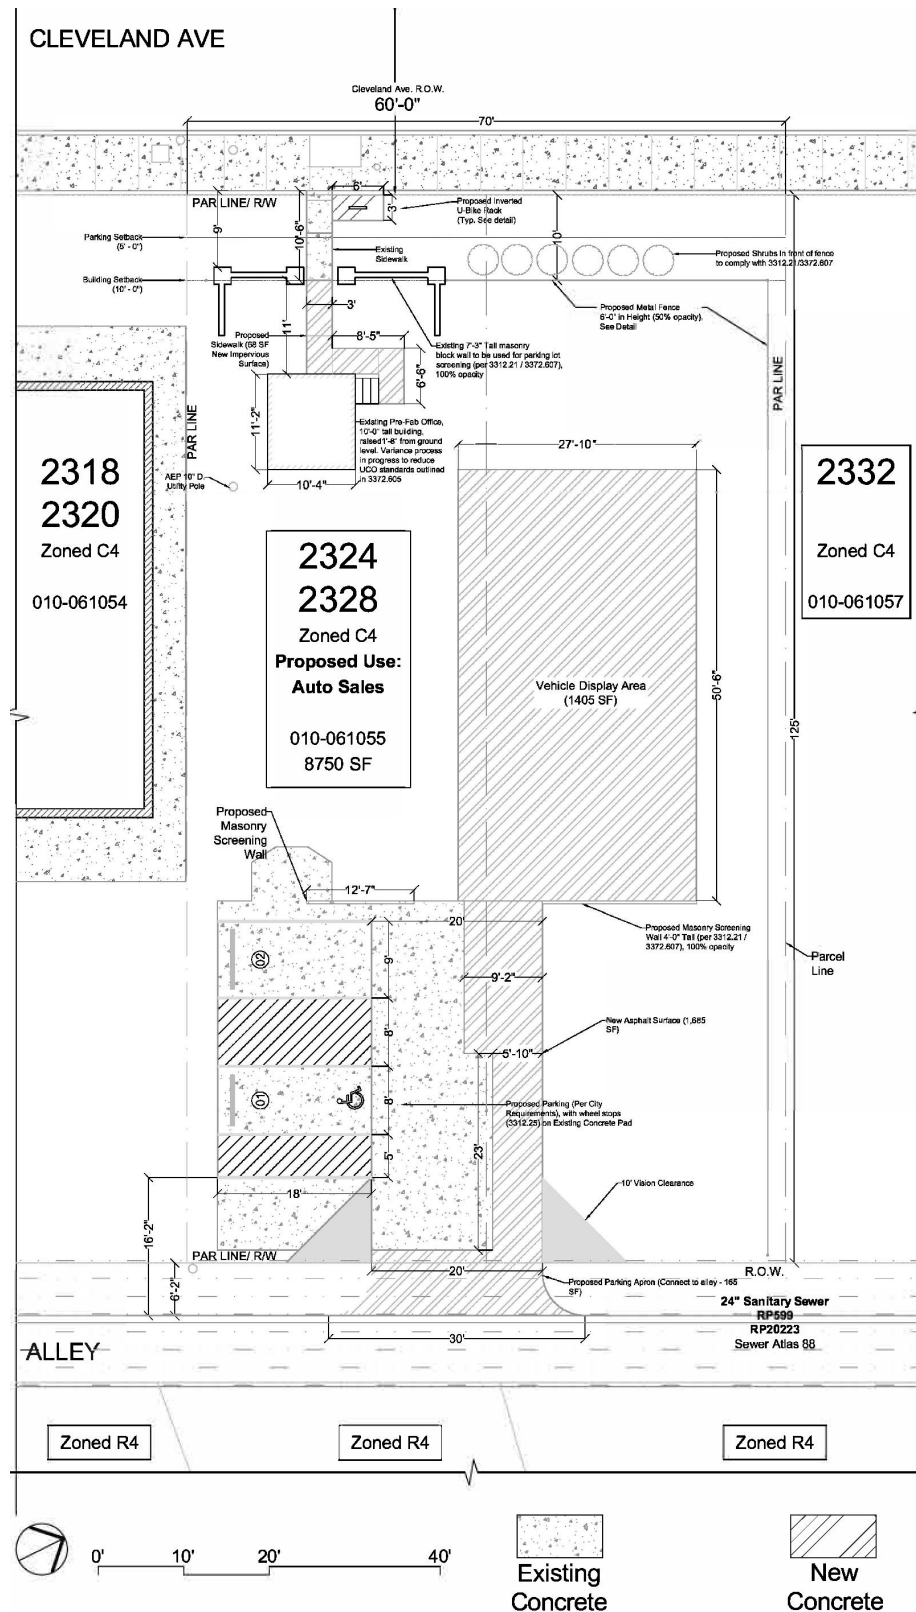 CLEVELAND AVE
Cleveland Ave. R.O.W.
60'-0"
70'
PAR LINE/ R/W
6'
3'
Proposed Inverted
U-Bike Rack
(Typ. See detail)
9'
10'-6"
10'
Parking Setback
(5' - 0")
Existing
Sidewalk
Proposed Shrubs in front of fence
to comply with 3312.21/3372.607
Building Setback
(10' - 0")
3'
Proposed Metal Fence
6'-0" in Height (50% opacity),
See Detail
Proposed
Sidewalk (68 SF
New Impervious
Surface)
11'
8'-5"
Existing 7'-3" Tall masonry
block wall to be used for parking lot
screening (per 3312.21 / 3372.607),
100% opacity
6'-6"
PAR LINE
PAR LINE
11'-2"
10'-4"
Existing Pre-Fab Office,
10'-0" tall building,
raised 1'-8" from ground
level. Variance process
in progress to reduce
UCO standards outlined
in 3372.605
27'-10"
AEP 10" D.
Utility Pole
2318
2320
Zoned C4
010-061054
2332
Zoned C4
010-061057
2324
2328
Zoned C4
Proposed Use:
Auto Sales
010-061055
8750 SF
Vehicle Display Area
(1405 SF)
50'-6"
125'
Proposed
Masonry
Screening
Wall
12'-7"
20'
Proposed Masonry Screening
Wall 4'-0" Tall (per 3312.21 /
3372.607), 100% opacity
Parcel
Line
02
9'
9'-2"
8'
New Asphalt Surface (1,685
SF)
5'-10"
01
8'
Proposed Parking (Per City
Requirements), with wheel stops
(3312.25) on Existing Concrete Pad
5'
23'
18'
10' Vision Clearance
16'-2"
PAR LINE/ R/W
6'-2"
20'
R.O.W.
Proposed Parking Apron (Connect to alley - 165
SF)
24" Sanitary Sewer
RP599
RP20223
Sewer Atlas 88
30'
ALLEY
Zoned R4
Zoned R4
Zoned R4
0'
10'
20'
40'
Existing
Concrete
New
Concrete